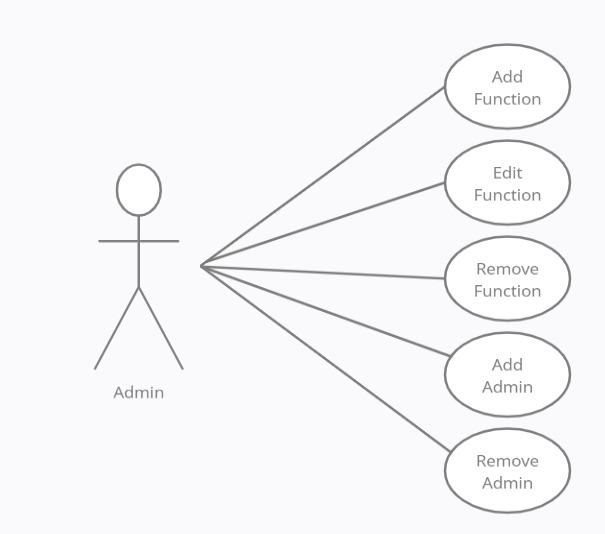 Add
Function
Edit
Function
Remove
Function
Add
Admin
Remove
Admin
Admin